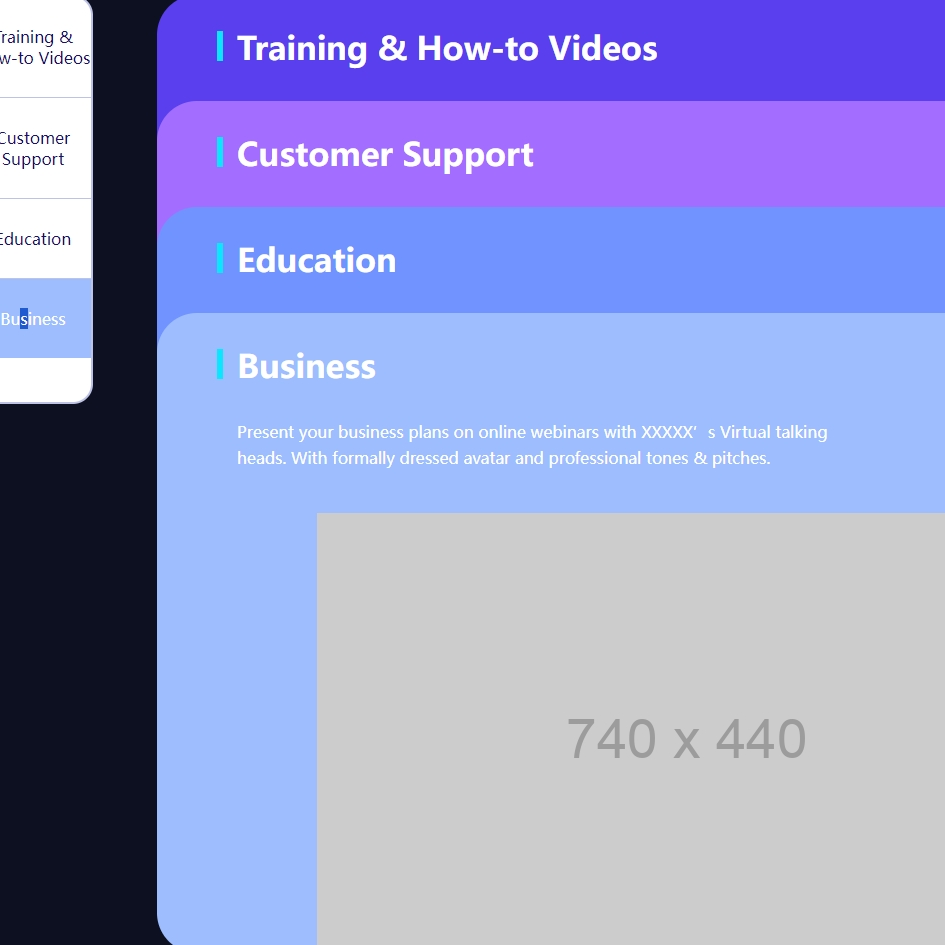 Training &
w-to Videos
Customer
Support
Education
Business
Training & How-to Videos
Customer Support
Education
Business
Present your business plans on online webinars with XXXXX’s Virtual talking
heads. With formally dressed avatar and professional tones & pitches.
740 x 440